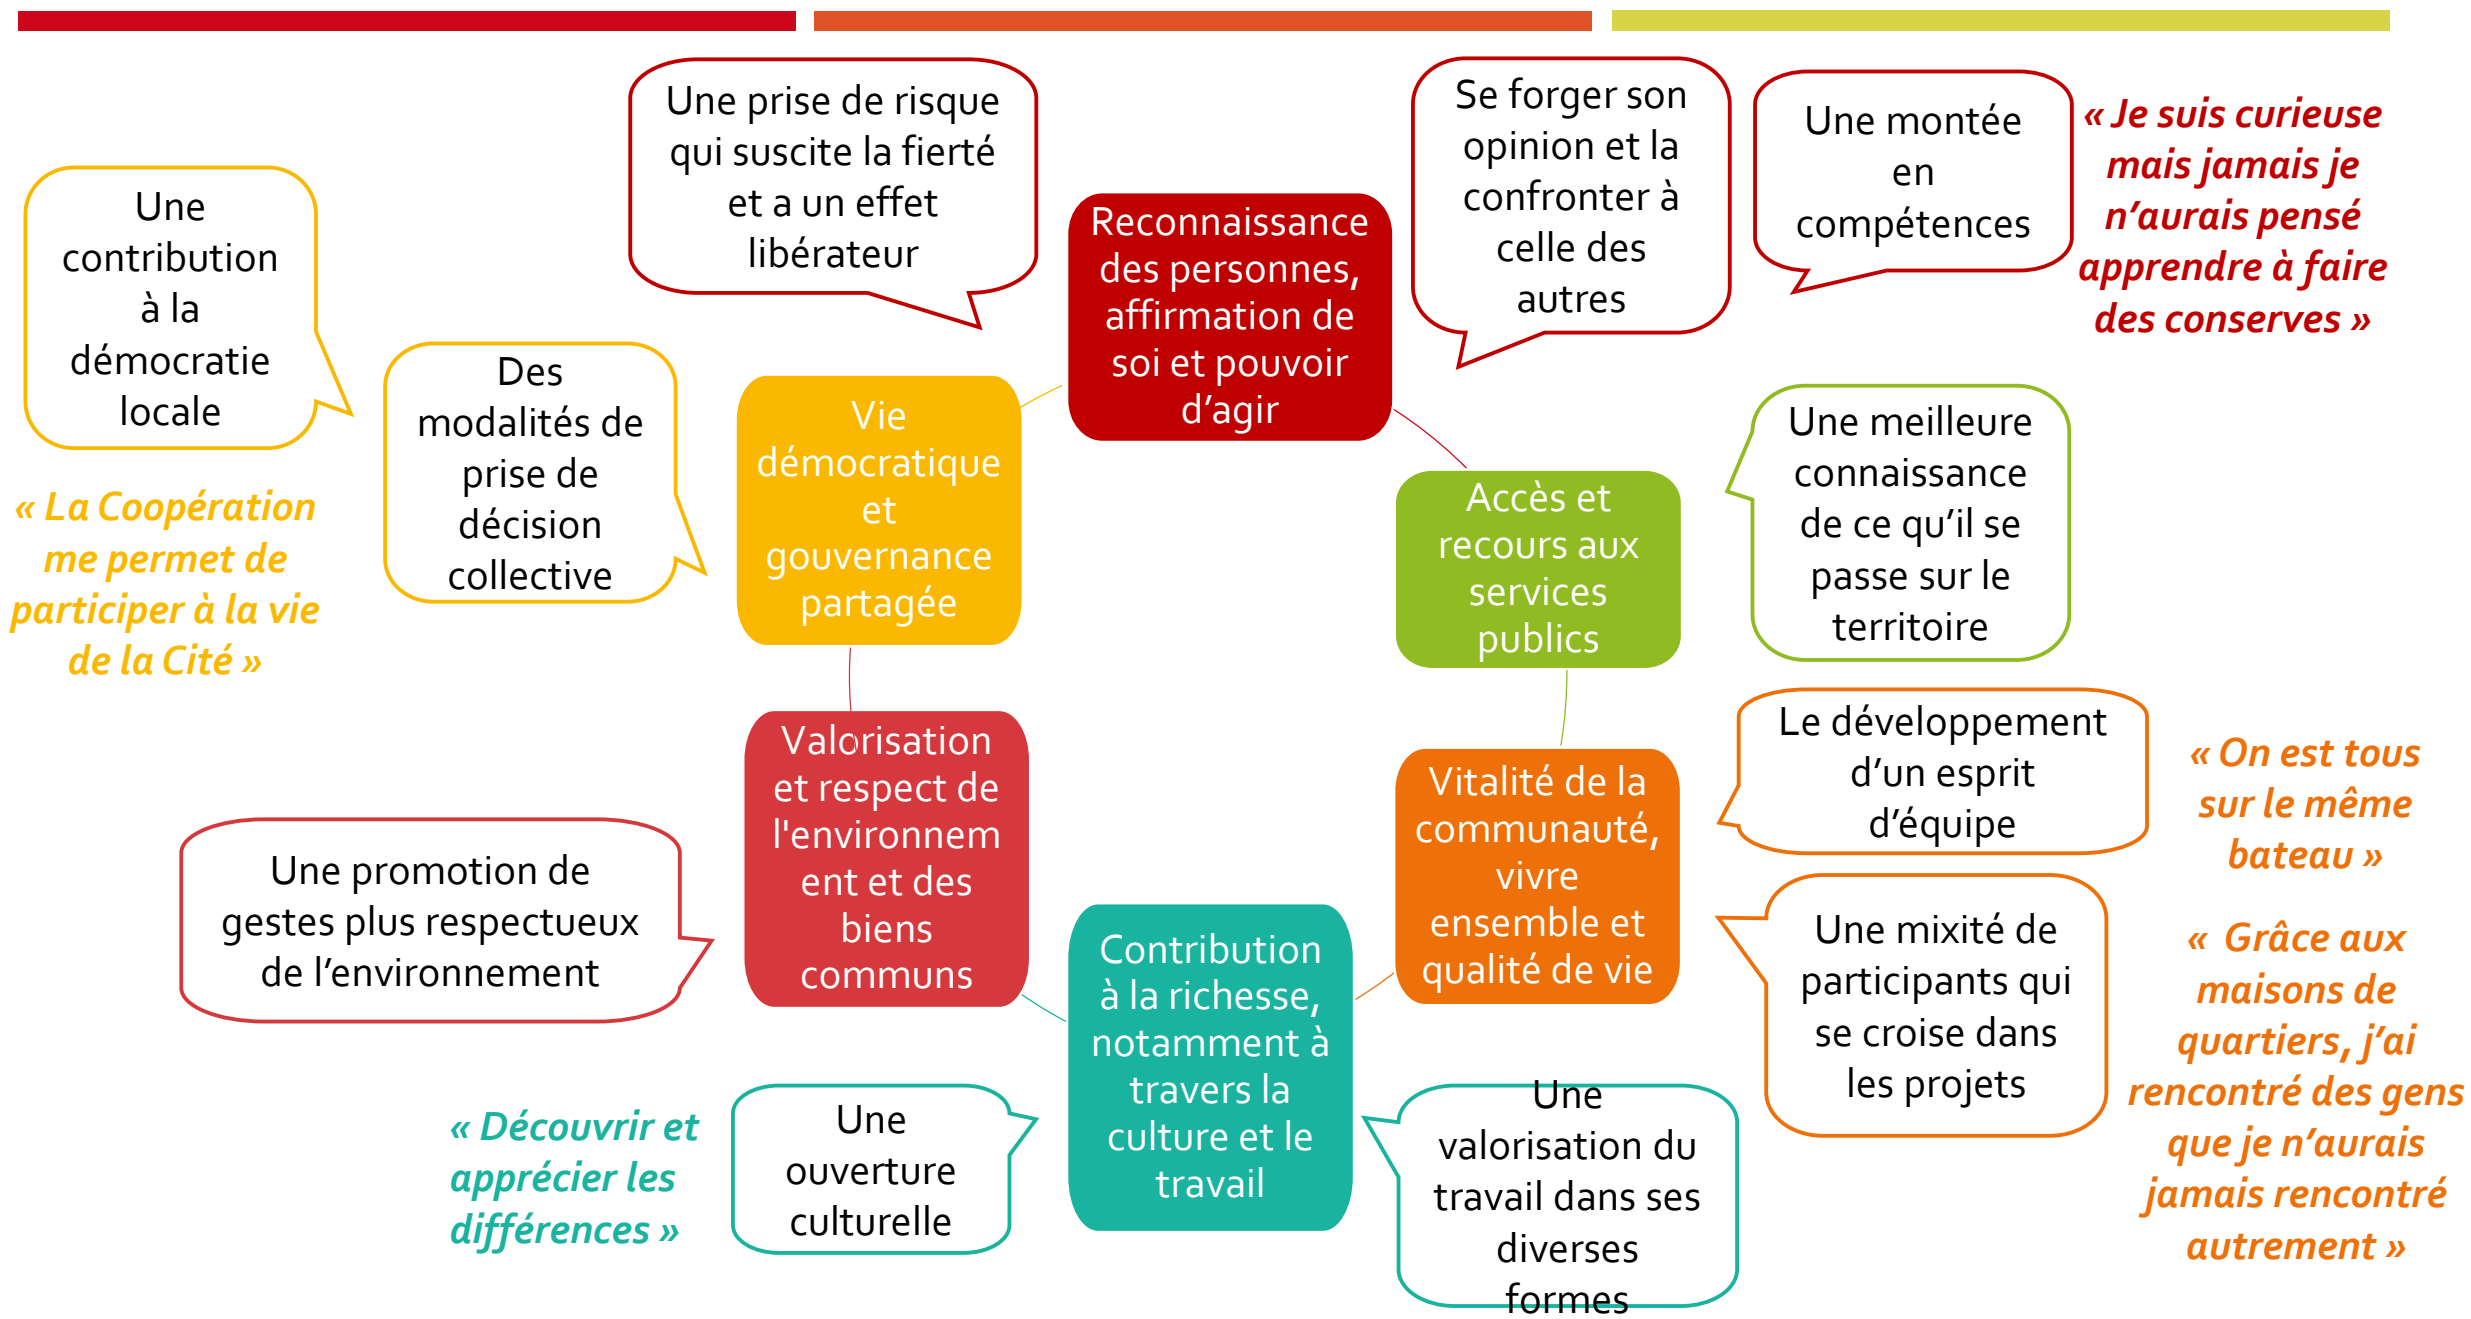 Une prise de risque
qui suscite la fierté
et a un effet
libérateur
Se forger son
opinion et la
confronter à
celle des
autres
Une montée
en
compétences
« Je suis curieuse
mais jamais je
n’aurais pensé
apprendre à faire
des conserves »
Une
contribution
à la
démocratie
locale
Des
modalités de
prise de
décision
collective
« La Coopération
me permet de
participer à la vie
de la Cité »
Vie
démocratique
et
gouvernance
partagée
Reconnaissance
des personnes,
affirmation de
soi et pouvoir
d’agir
Accès et
recours aux
services
publics
Une meilleure
connaissance
de ce qu’il se
passe sur le
territoire
Valorisation
et respect de
l'environnem
ent et des
biens
communs
Une promotion de
gestes plus respectueux
de l’environnement
Vitalité de la
communauté,
vivre
ensemble et
qualité de vie
Le développement
d’un esprit
d’équipe
« On est tous
sur le même
bateau »
Une mixité de
participants qui
se croise dans
les projets
« Grâce aux
maisons de
quartiers, j’ai
rencontré des gens
que je n’aurais
jamais rencontré
autrement »
Contribution
à la richesse,
notamment à
travers la
culture et le
travail
« Découvrir et
apprécier les
différences »
Une
ouverture
culturelle
Une
valorisation du
travail dans ses
diverses
formes